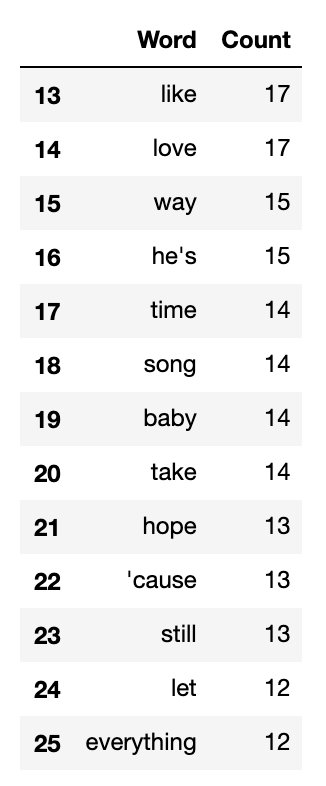 Word Count
13 like 17
14 love 17
15 way 15
16 he's 15
17 time 14
18 song 14
19 baby 14
20 take 14
21 hope 13
22 'cause 13
23 still 13
24 let 12
25 everything 12